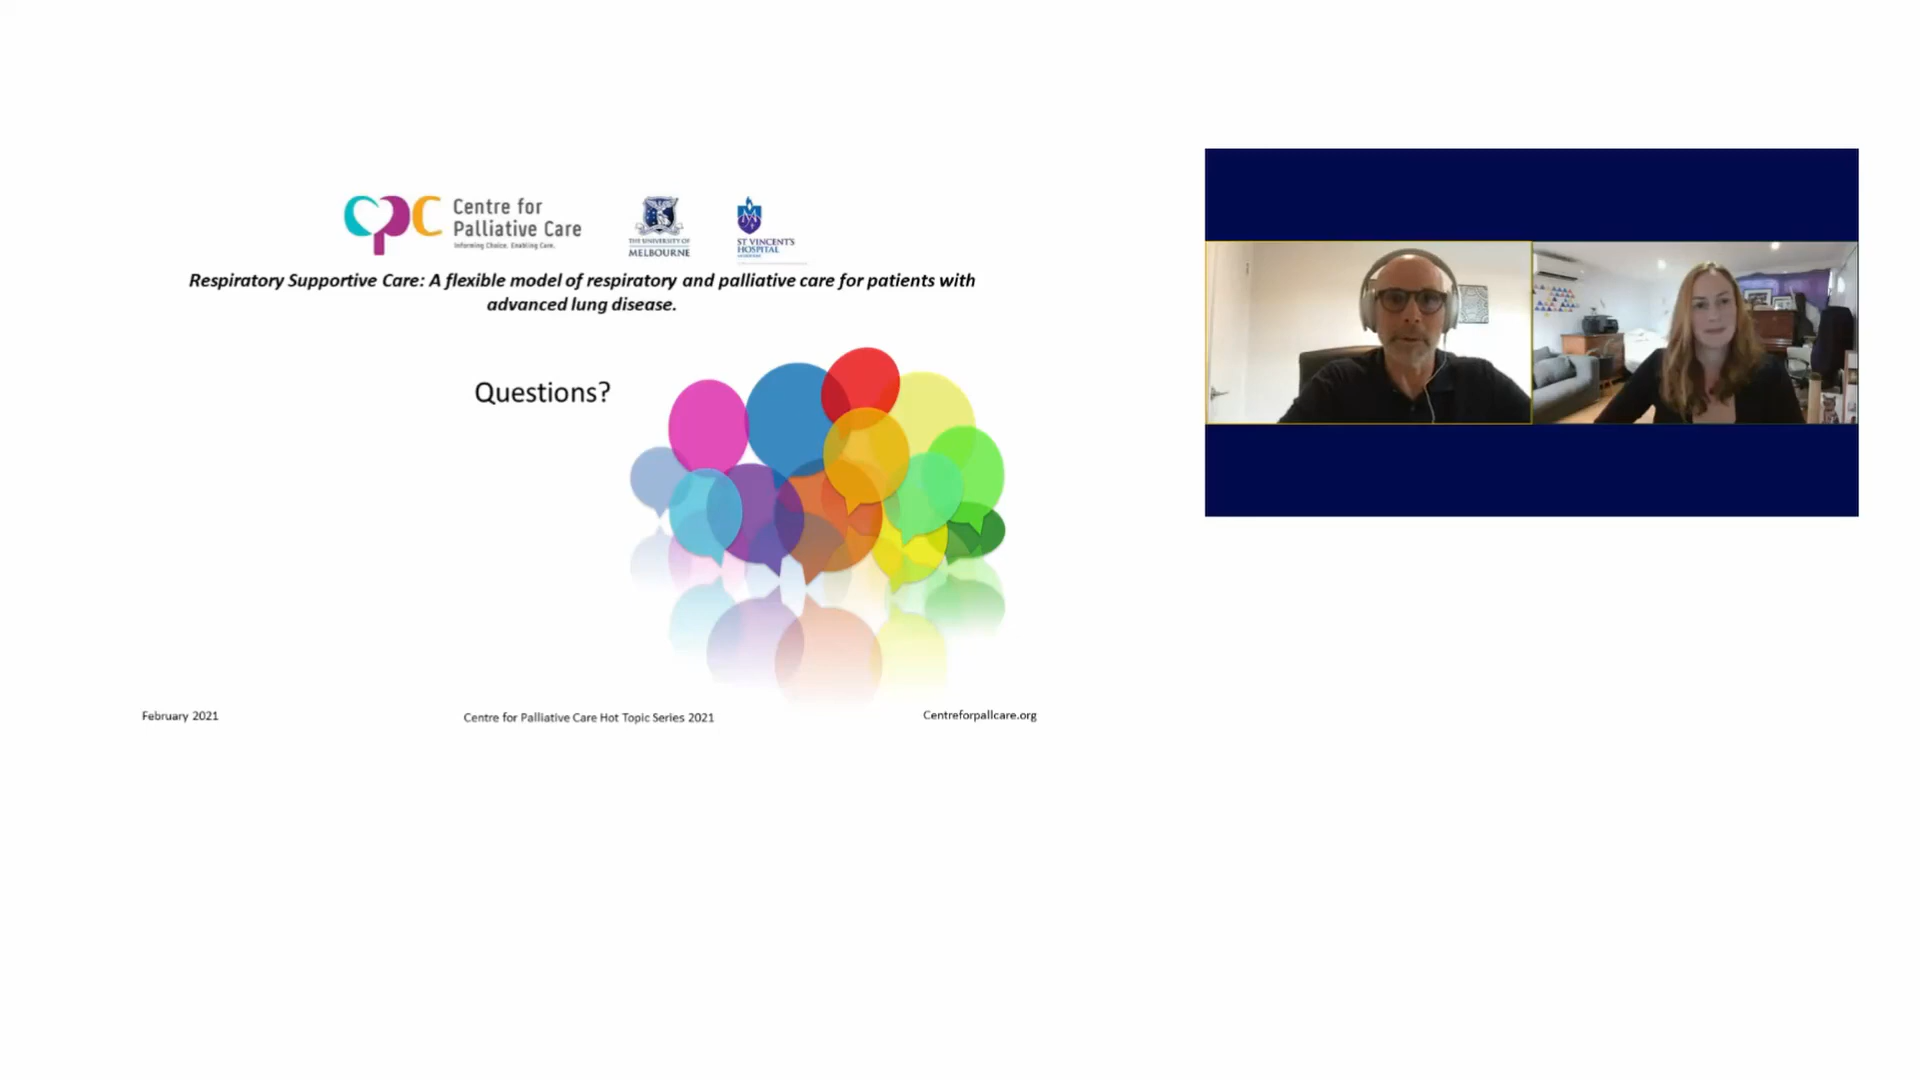 Centre for
Palliative Care
Informing Choice. Enabling Care.
THE UNIVERSITY OF
MELBOURNE
ST VINCENT'S
HOSPITAL
Respiratory Supportive Care: A flexible model of respiratory and palliative care for patients with
advanced lung disease.
Questions?
February 2021
Centre for Palliative Care Hot Topic Series 2021
Centreforpallcare.org